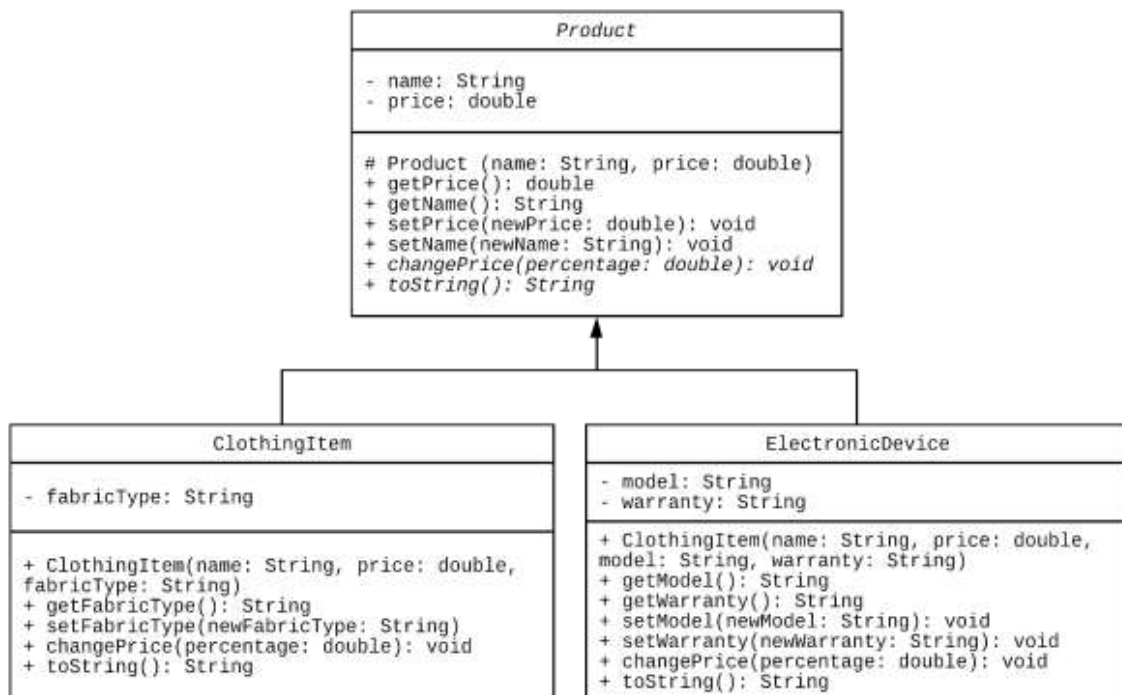 Product
- name: String
- price: double
# Product (name: String, price: double)
+ getPrice(): double
+ getName(): String
+ setPrice(newPrice: double): void
+ setName(newName: String): void
+ changePrice(percentage: double): void
+ toString(): String
ClothingItem
- fabricType: String
+ ClothingItem(name: String, price: double,
fabricType: String)
+ getFabricType(): String
+ setFabricType(newFabricType: String)
+ changePrice(percentage: double): void
+ toString(): String
ElectronicDevice
- model: String
- warranty: String
+ ClothingItem(name: String, price: double,
model: String, warranty: String)
+ getModel(): String
+ getWarranty(): String
+ setModel(newModel: String): void
+ setWarranty(newWarranty: String): void
+ changePrice(percentage: double): void
+ toString(): String